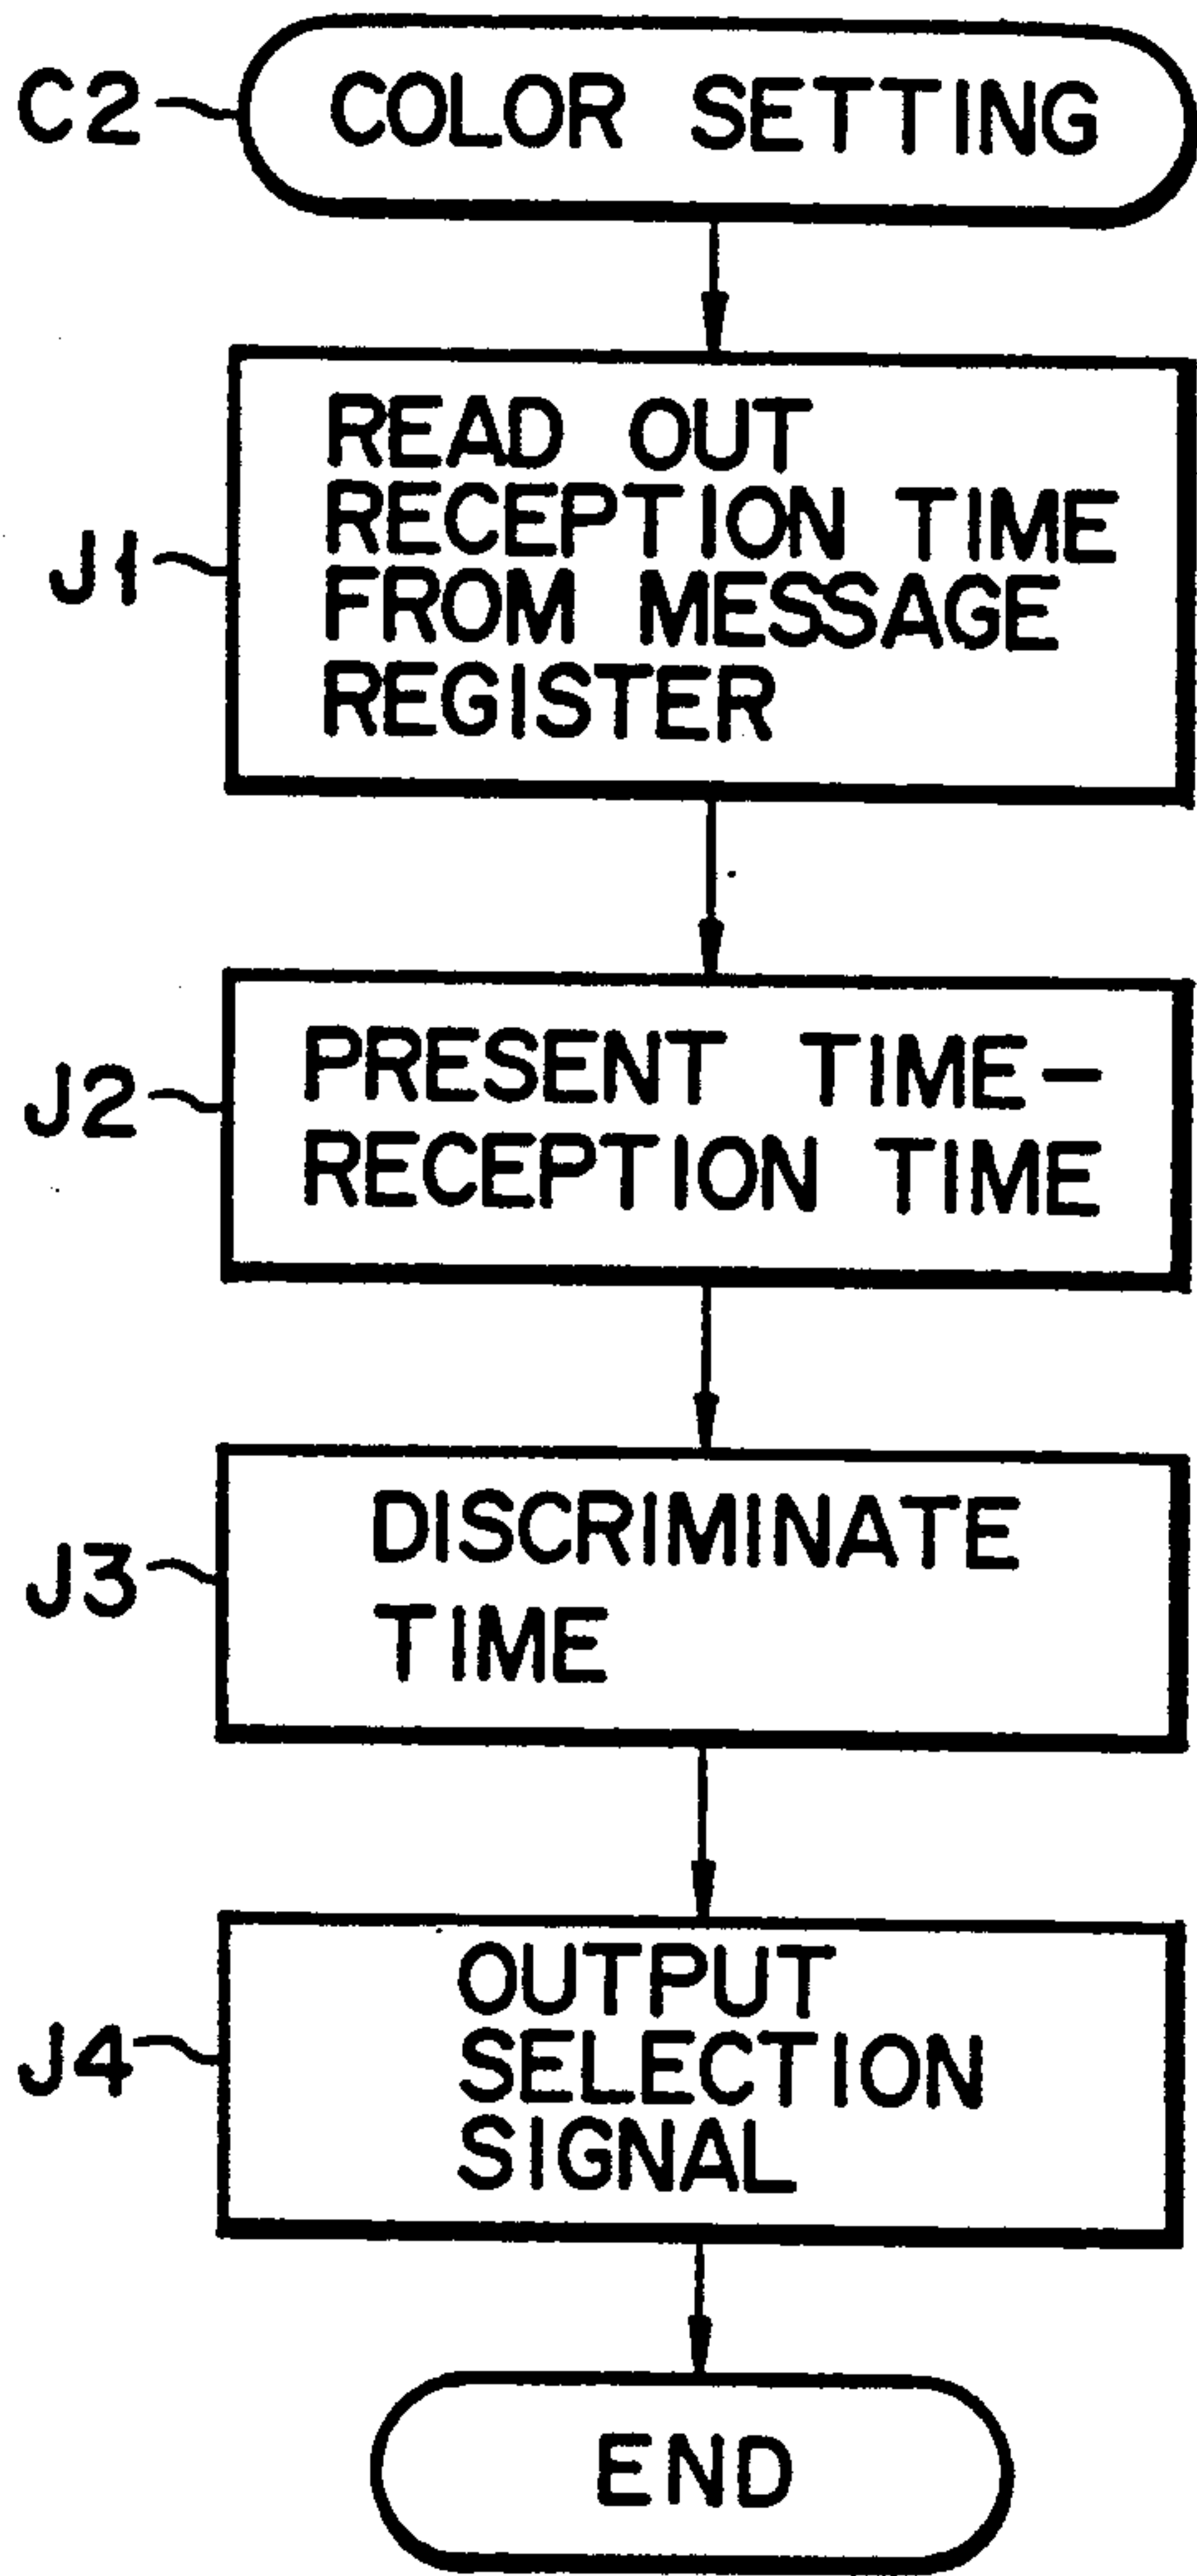 C2 COLOR SETTING
J1
READ OUT
RECEPTION TIME
FROM MESSAGE
REGISTER
J2
PRESENT TIME-
RECEPTION TIME
J3
DISCRIMINATE
TIME
J4
OUTPUT
SELECTION
SIGNAL
END